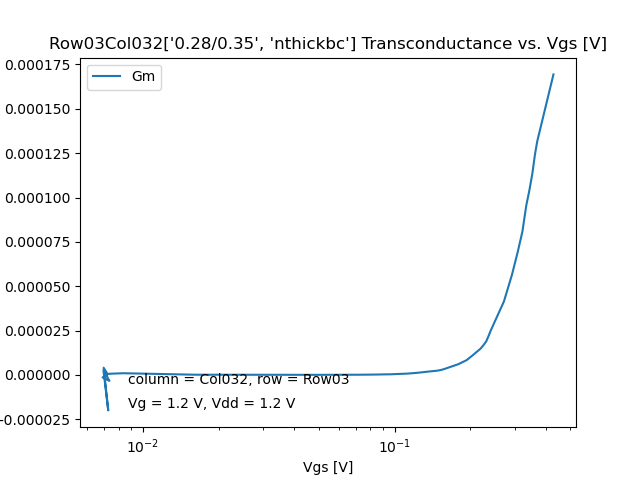 Row03Col032['0.28/0.35', 'nthickbc'] Transconductance vs. Vgs [V]
Gm
0.000175
0.000150
0.000125
0.000100
0.000075
0.000050
0.000025
0.000000
-0.000025
column = Col032, row = Row03
Vg = 1.2 V, Vdd = 1.2 V
10^{-2}
10^{-1}
Vgs [V]